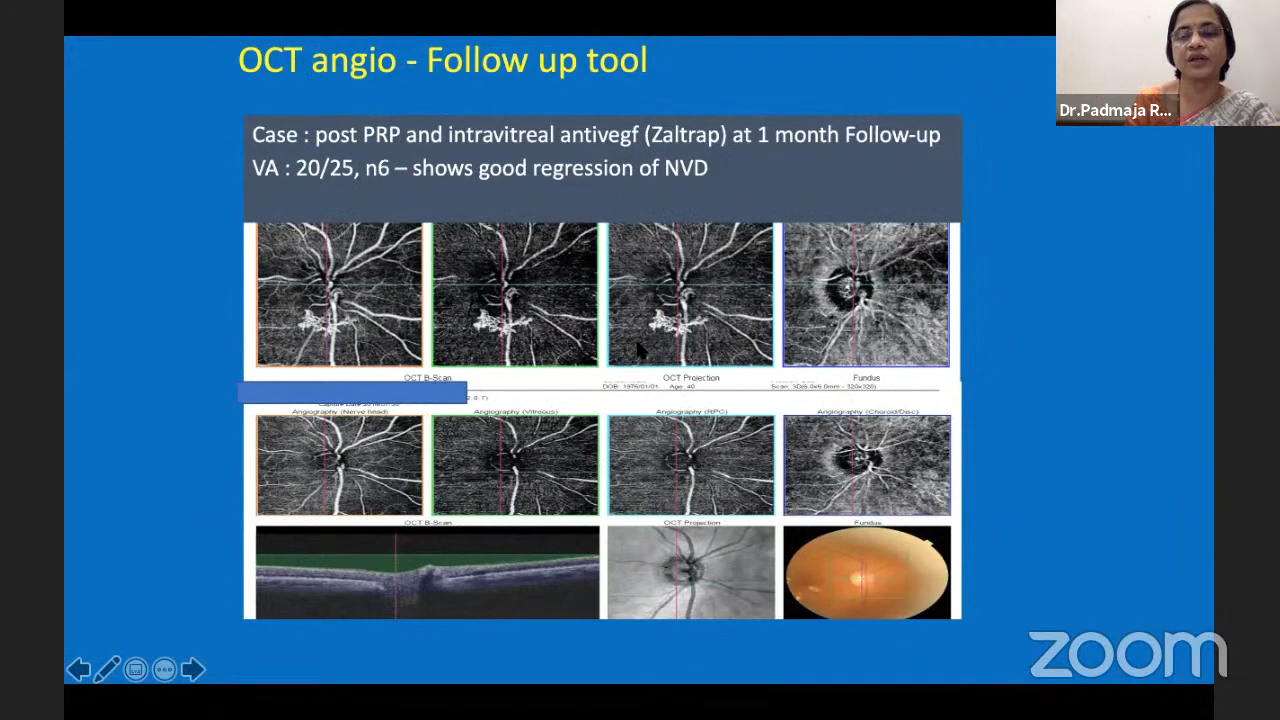 OCT angio - Follow up tool
Dr.Padmaja R...
Case : post PRP and intravitreal antivegf (Zaltrap) at 1 month Follow-up
VA : 20/25, n6 – shows good regression of NVD
OCT B-Scan OCT Projection Fundus
DOB: 1976/01/01 Age: 40 Scan: 3D(6.0x6.0mm - 320x320)
Angiography (Nerve head) Angiography (Vitreous) Angiography (RPC) Angiography (Choroid/Disc)
OCT B-Scan OCT Projection Fundus
zoom